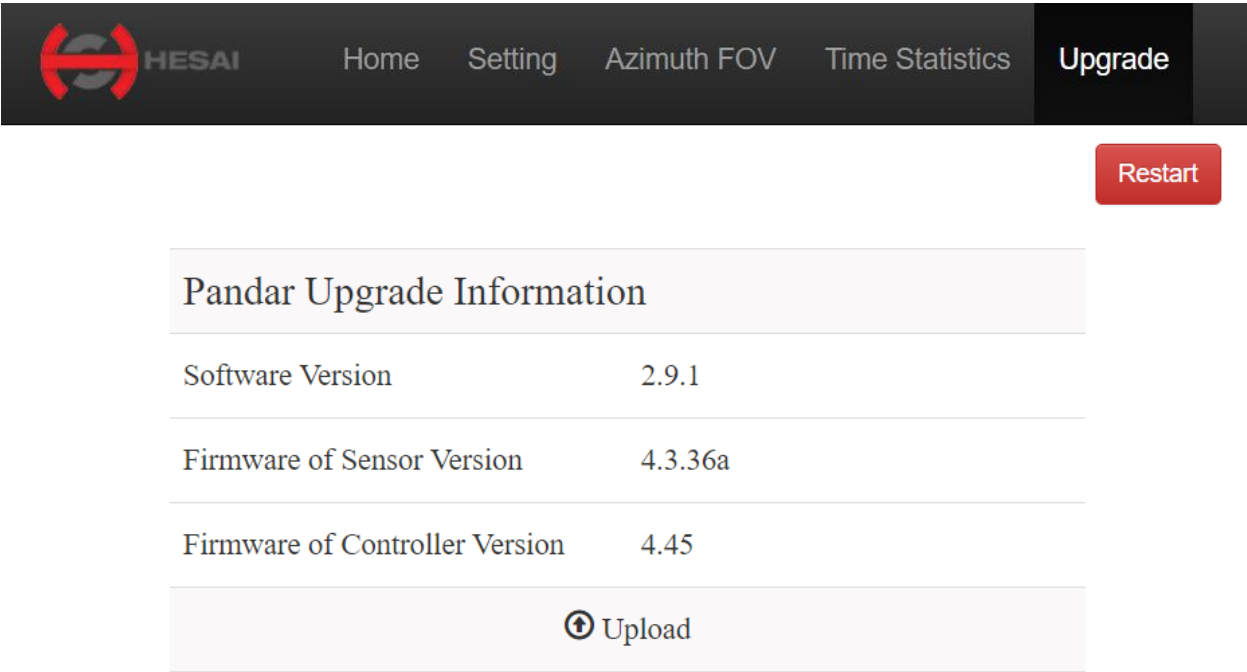 HESAI Home Setting Azimuth FOV Time Statistics Upgrade
Restart
Pandar Upgrade Information
Software Version 2.9.1
Firmware of Sensor Version 4.3.36a
Firmware of Controller Version 4.45
Upload